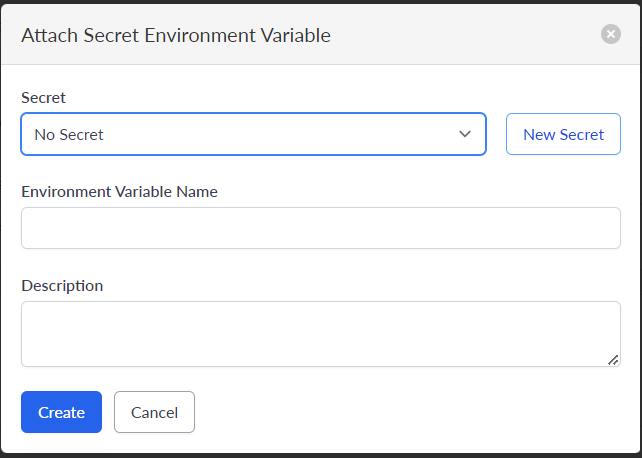 Attach Secret Environment Variable
Secret
No Secret
New Secret
Environment Variable Name
Description
Create
Cancel